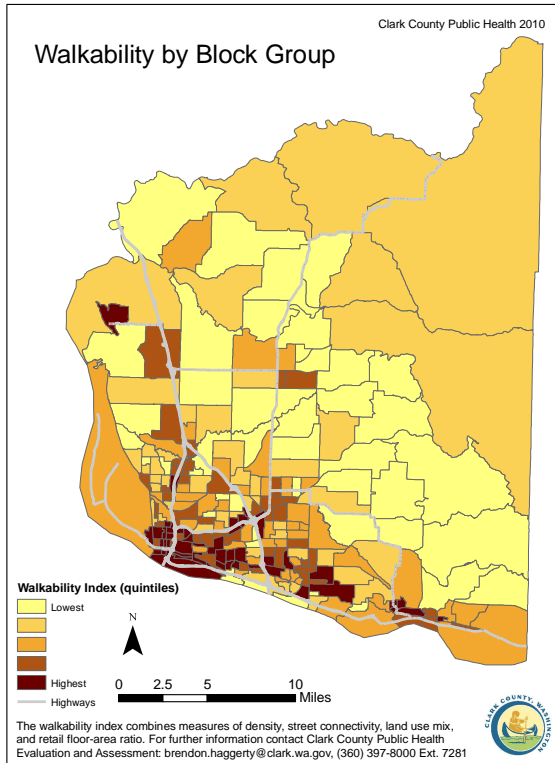 Clark County Public Health 2010
Walkability by Block Group
Walkability Index (quintiles)
Lowest
Highest
Highways
N
0 2.5 5 10
Miles
The walkability index combines measures of density, street connectivity, land use mix,
and retail floor-area ratio. For further information contact Clark County Public Health
Evaluation and Assessment: brendon.haggerty@clark.wa.gov, (360) 397-8000 Ext. 7281
CLARK COUNTY, WASHINGTON